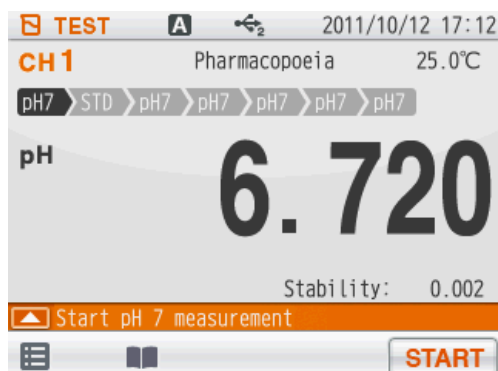 TEST A 2 2011/10/12 17:12
CH1 Pharmacopoeia 25.0℃
pH7 STD pH7 pH7 pH7 pH7 pH7
pH 6.720
Stability: 0.002
Start pH 7 measurement
START